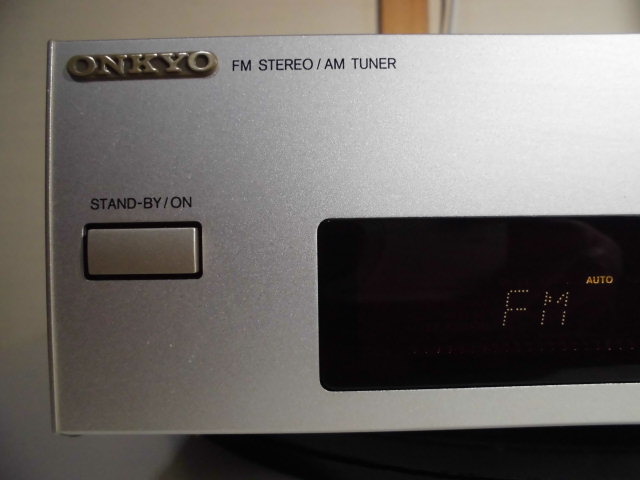 ONKYO FM STEREO/AM TUNER
STAND-BY/ON
AUTO
FM